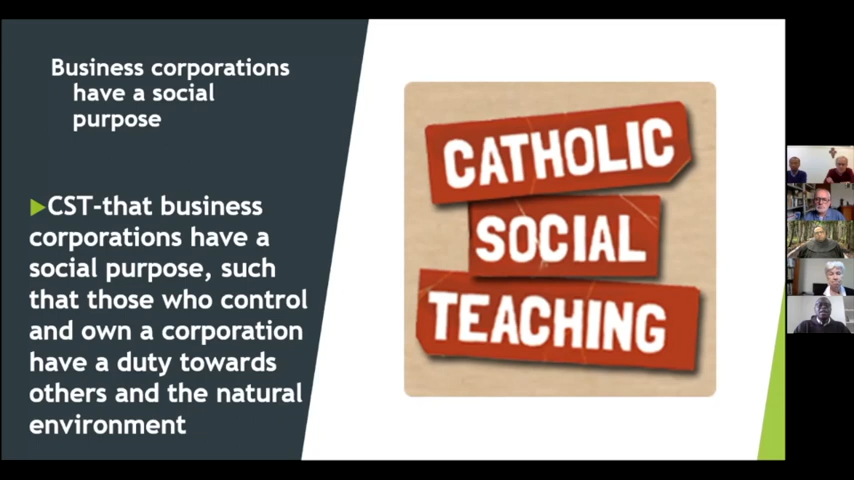 Business corporations
have a social
purpose
CST-that business
corporations have a
social purpose, such
that those who control
and own a corporation
have a duty towards
others and the natural
environment
CATHOLIC
SOCIAL
TEACHING